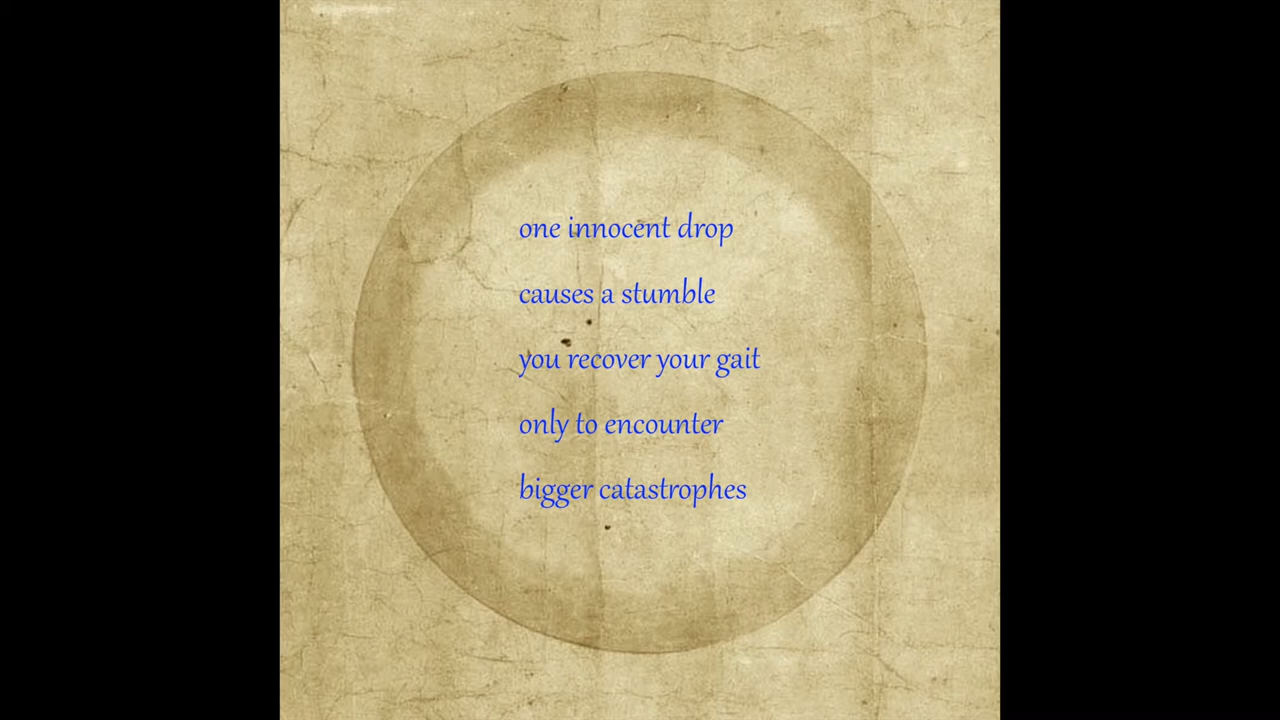 one innocent drop
causes a stumble
you recover your gait
only to encounter
bigger catastrophes